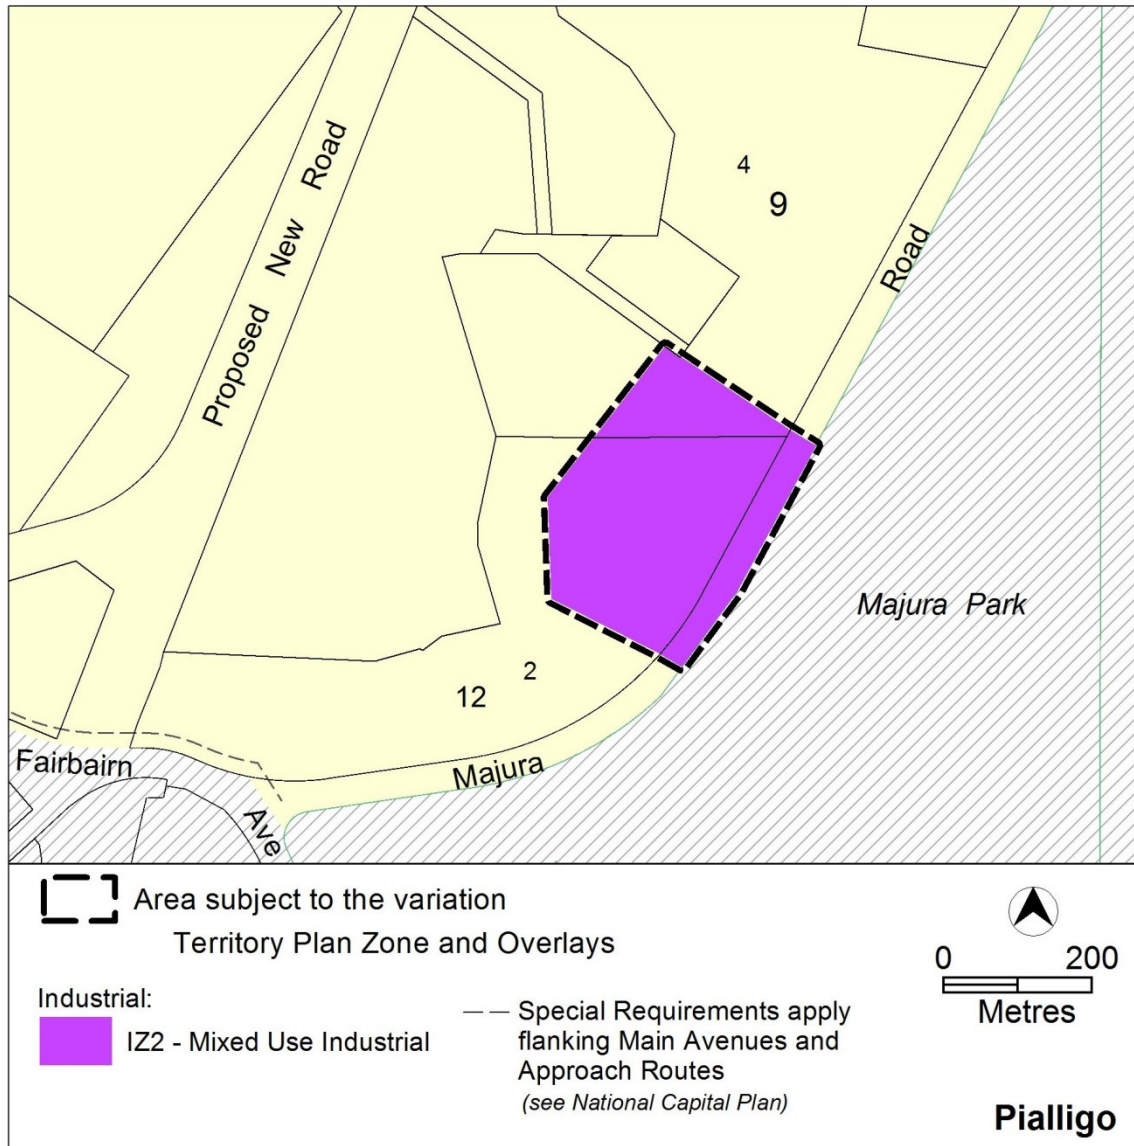 4
9
Proposed New Road
Road
Majura Park
2
12
Majura
Fairbairn
Ave
Area subject to the variation
Territory Plan Zone and Overlays
Industrial:
IZ2 - Mixed Use Industrial
Special Requirements apply
flanking Main Avenues and
Approach Routes
(see National Capital Plan)
0 200
Metres
Pialligo